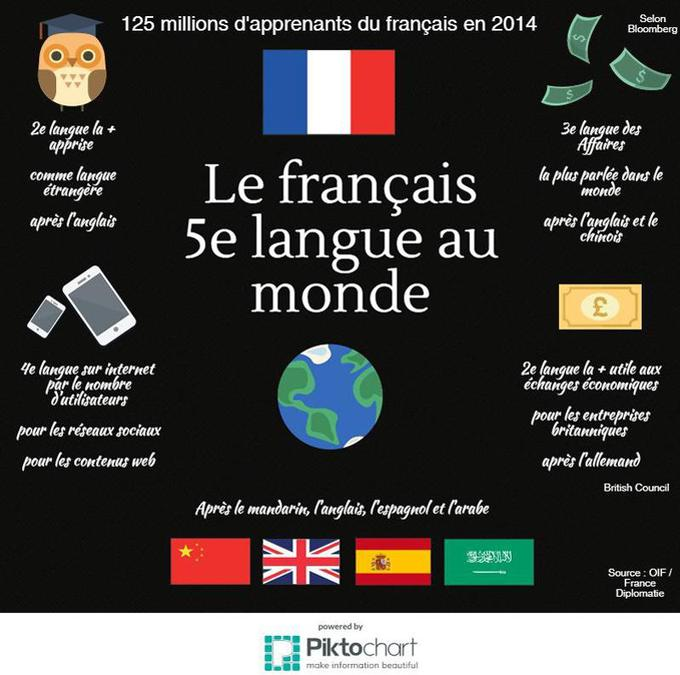 125 millions d'apprenants du français en 2014
Selon
Bloomberg
2e langue la +
apprise
comme langue
étrangère
après l'anglais
3e langue des
Affaires
la plus parlée dans le
monde
après l'anglais et le
chinois
Le français
5e langue au
monde
4e langue sur internet
par le nombre
d'utilisateurs
pour les réseaux sociaux
pour les contenus web
2e langue la + utile aux
échanges économiques
pour les entreprises
britanniques
après l'allemand
British Council
Après le mandarin, l'anglais, l'espagnol et l'arabe
Source : OIF /
France
Diplomatie
powered by
Piktochart
make information beautiful